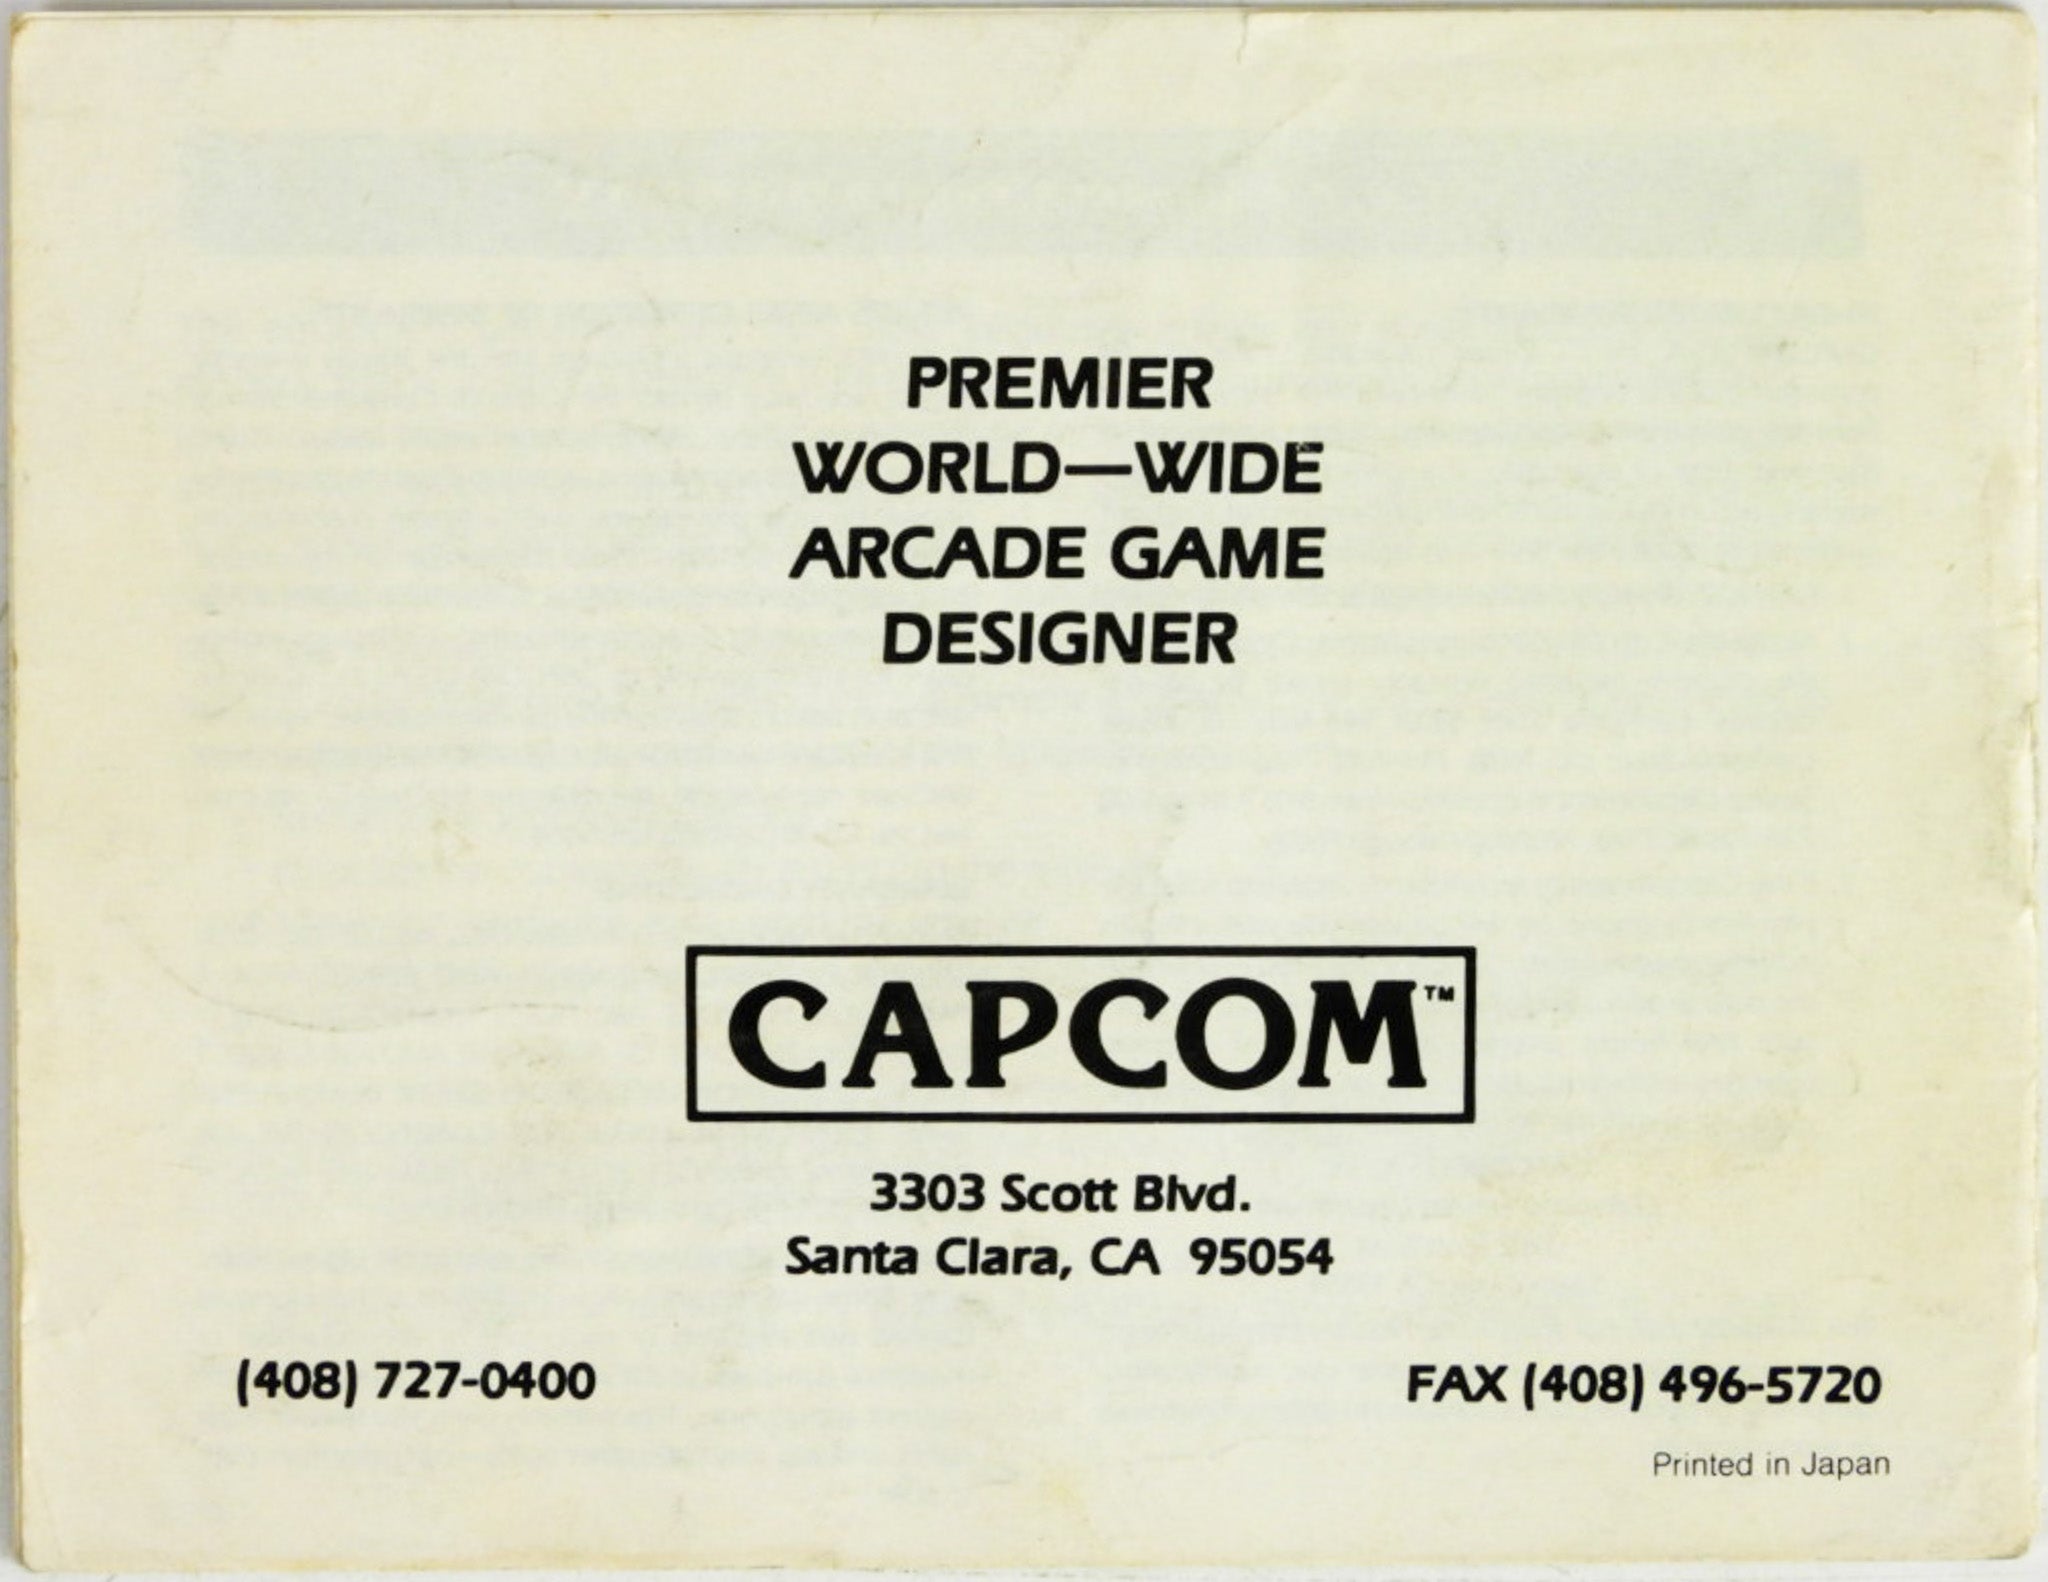 PREMIER
WORLD—WIDE
ARCADE GAME
DESIGNER
CAPCOM™
3303 Scott Blvd.
Santa Clara, CA 95054
(408) 727-0400
FAX (408) 496-5720
Printed in Japan